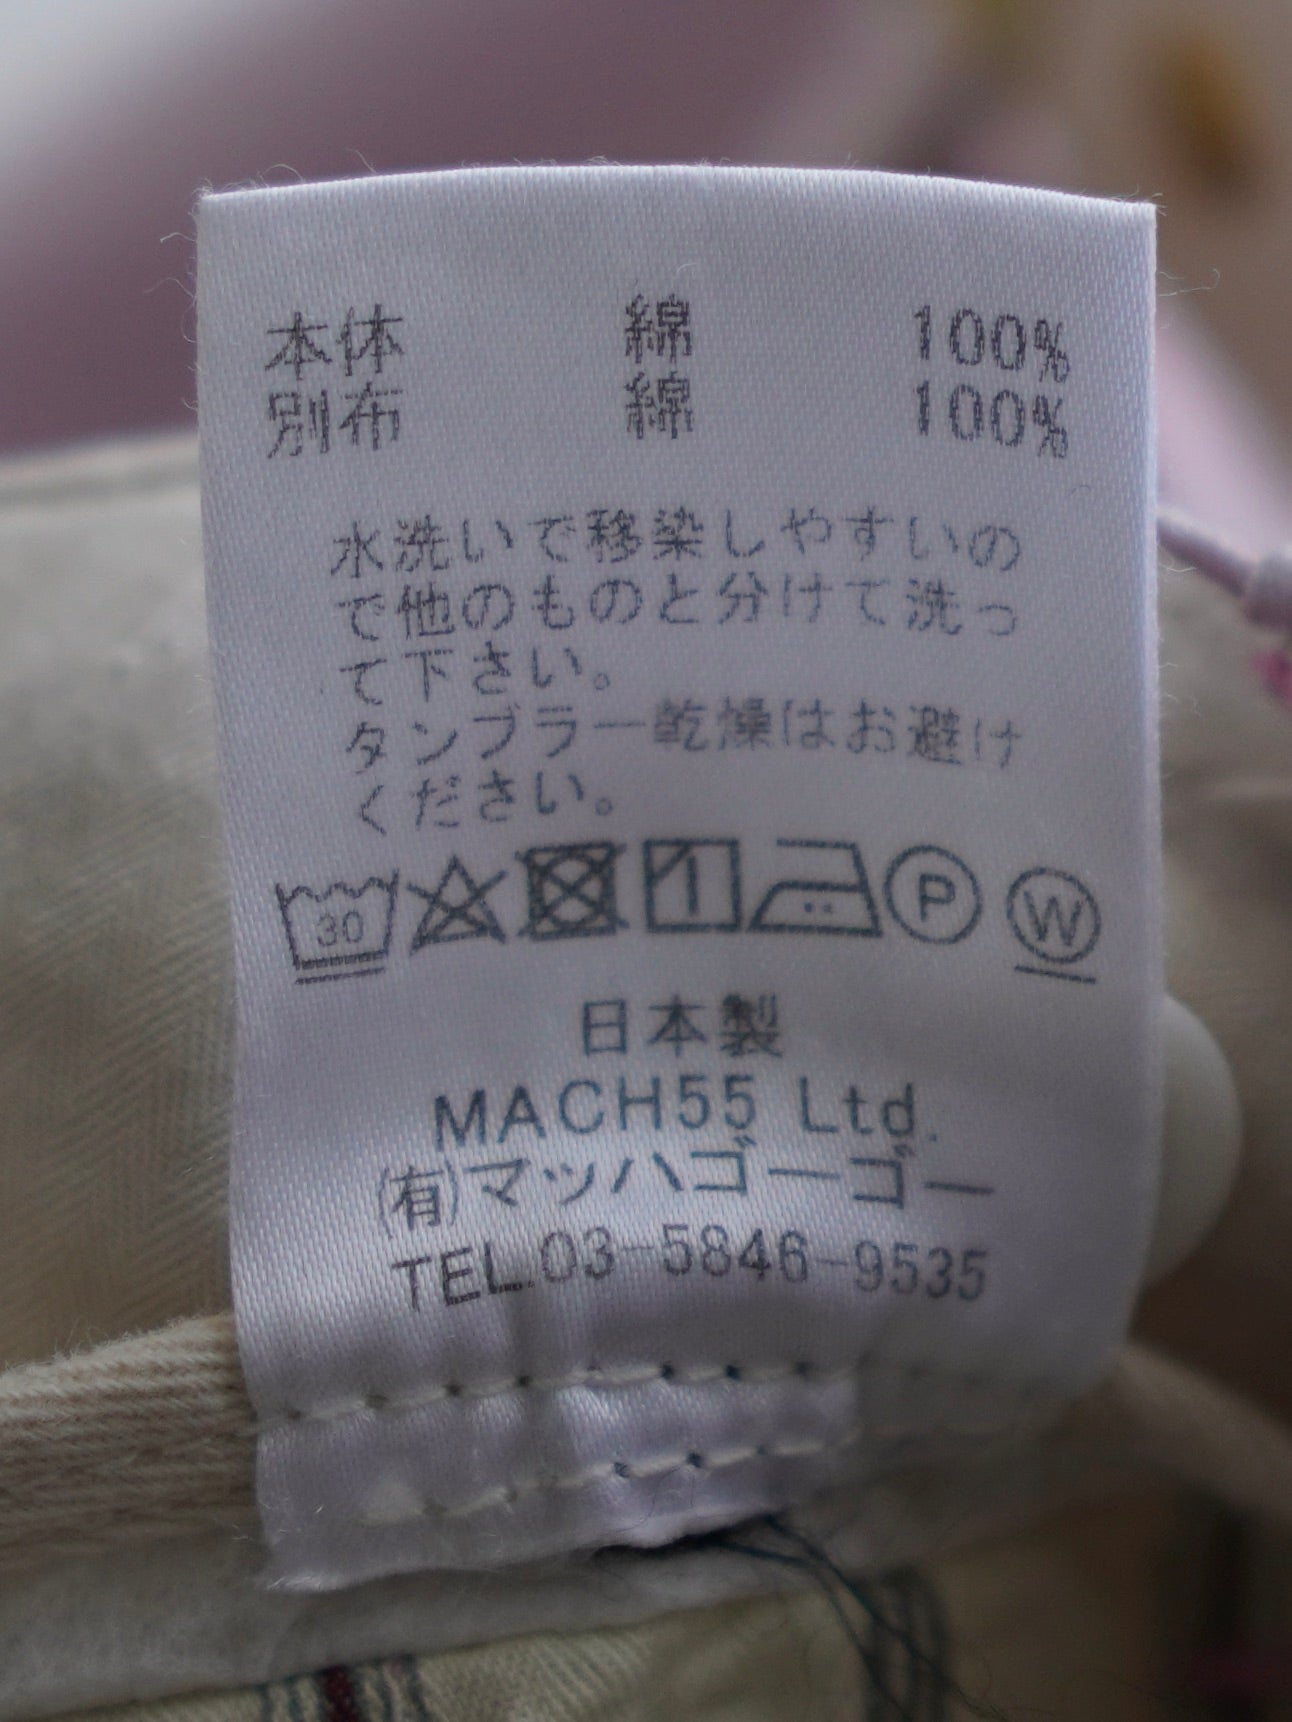 本体 綿 100%
別布 綿 100%
水洗いで移染しやすいの
で他のものと分けて洗っ
て下さい。
タンブラー乾燥はお避け
ください。
30 P W
日本製
MACH55 Ltd.
㈲マッハゴーゴー
TEL.03-5846-9535